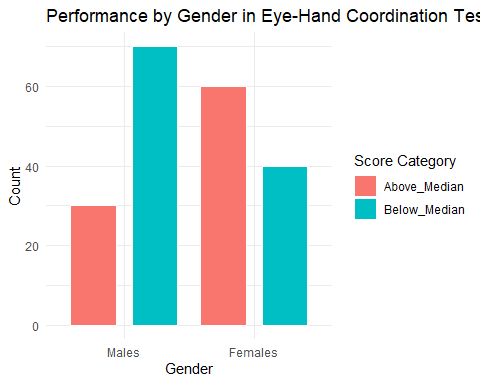 Performance by Gender in Eye-Hand Coordination Tes
Count
60
40
20
0
Males Females
Gender
Score Category
Above_Median
Below_Median